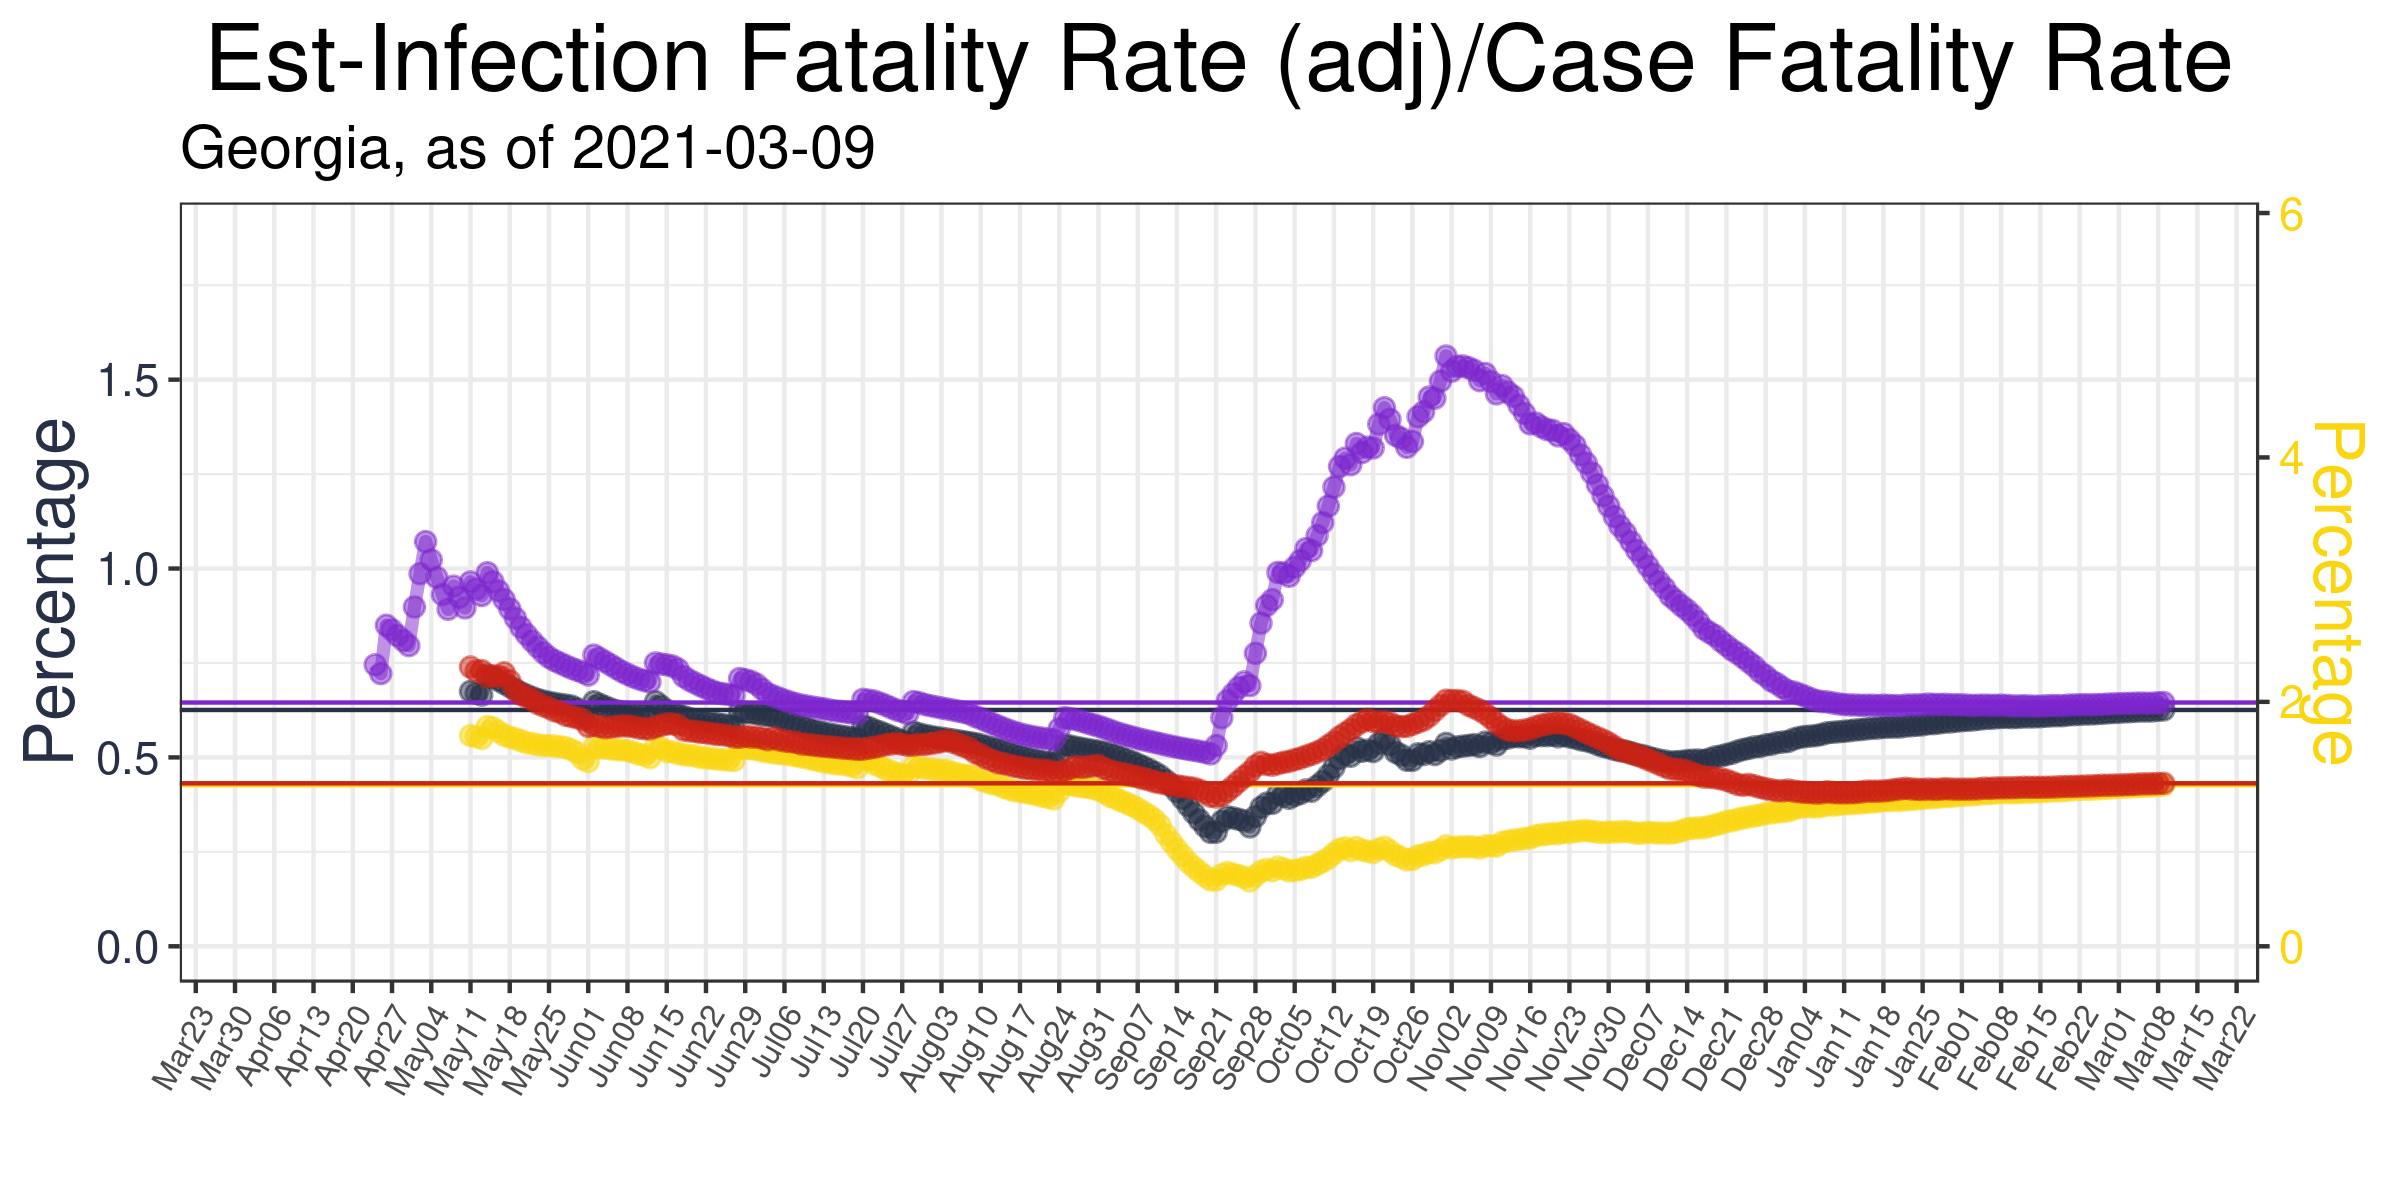 Est-Infection Fatality Rate (adj)/Case Fatality Rate
Georgia, as of 2021-03-09
Percentage
1.5
1.0
0.5
0.0
6
4
2
0
Percentage
Mar23
Mar30
Apr06
Apr13
Apr20
Apr27
May04
May11
May18
May25
Jun01
Jun08
Jun15
Jun22
Jun29
Jul06
Jul13
Jul20
Jul27
Aug03
Aug10
Aug17
Aug24
Aug31
Sep07
Sep14
Sep21
Sep28
Oct05
Oct12
Oct19
Oct26
Nov02
Nov09
Nov16
Nov23
Nov30
Dec07
Dec14
Dec21
Dec28
Jan04
Jan11
Jan18
Jan25
Feb01
Feb08
Feb15
Feb22
Mar01
Mar08
Mar15
Mar22